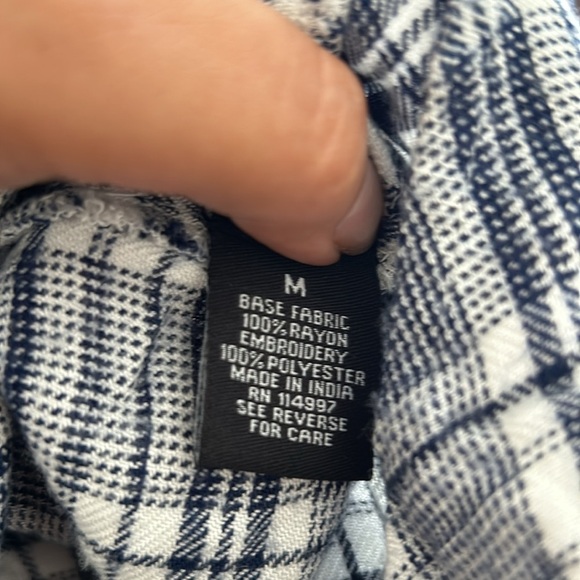 M
BASE FABRIC
100% RAYON
EMBROIDERY
100% POLYESTER
MADE IN INDIA
RN 114997
SEE REVERSE
FOR CARE